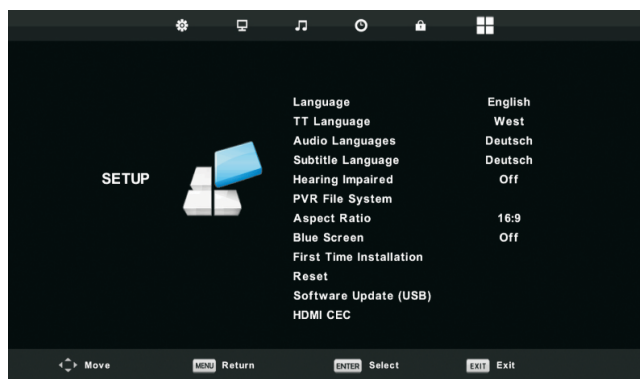 SETUP
Language English
TT Language West
Audio Languages Deutsch
Subtitle Language Deutsch
Hearing Impaired Off
PVR File System
Aspect Ratio 16:9
Blue Screen Off
First Time Installation
Reset
Software Update (USB)
HDMI CEC
Move MENU Return ENTER Select EXIT Exit